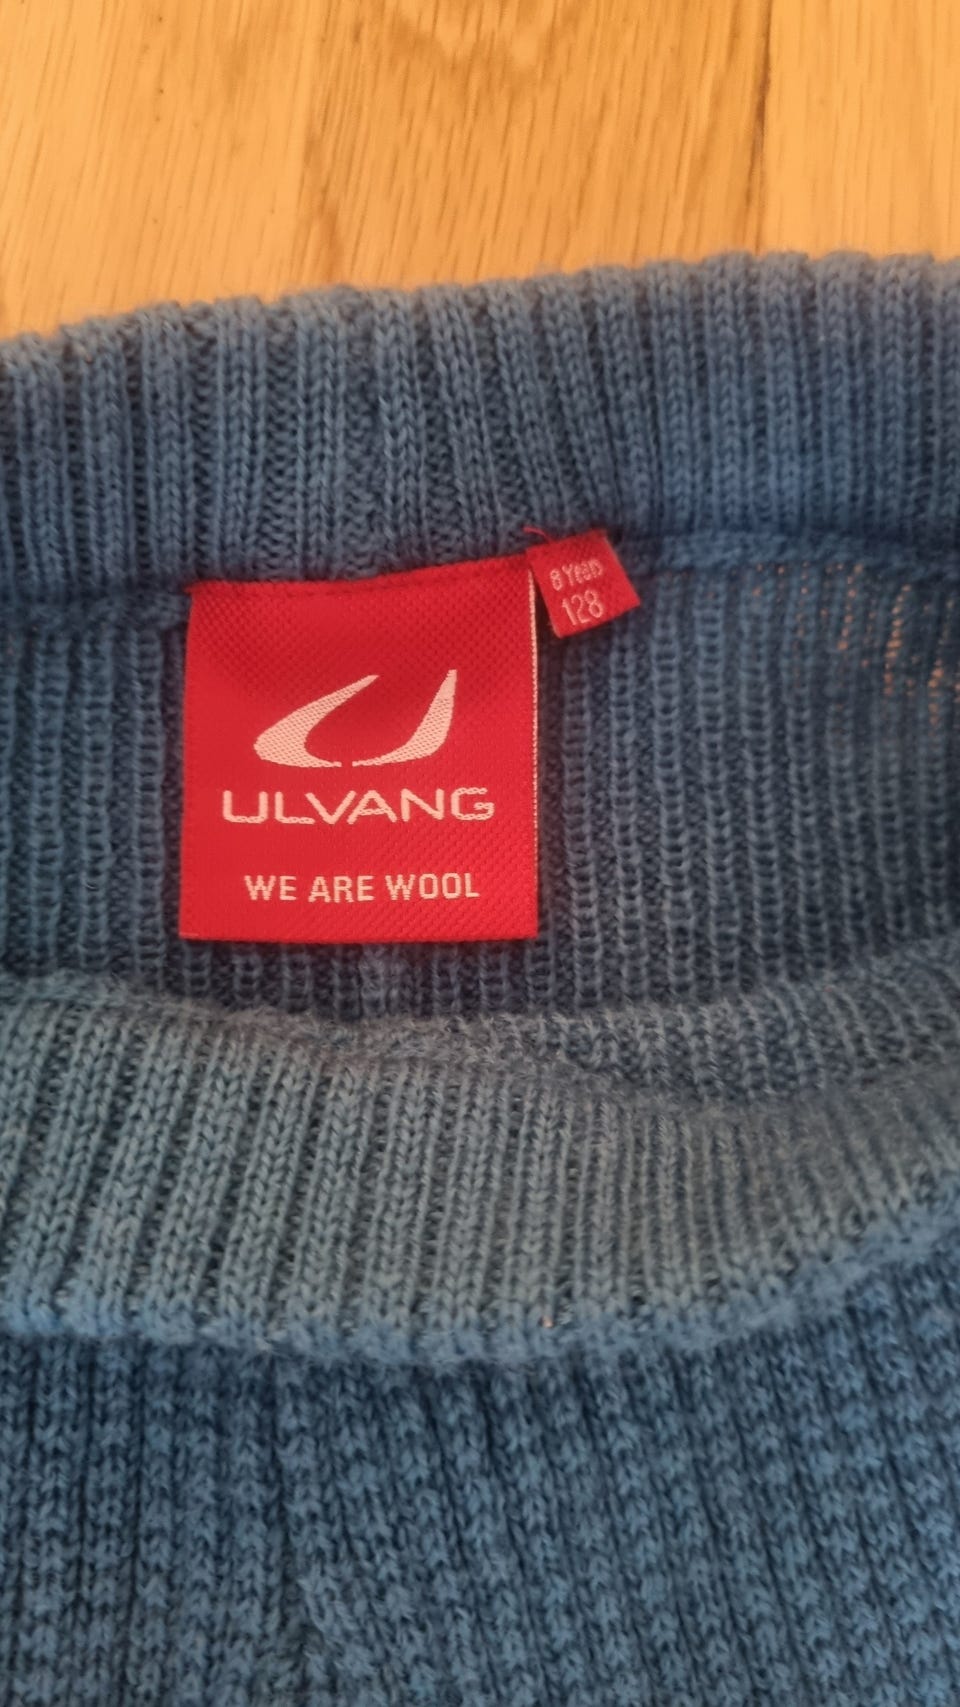 8 Years
128
ULVANG
WE ARE WOOL